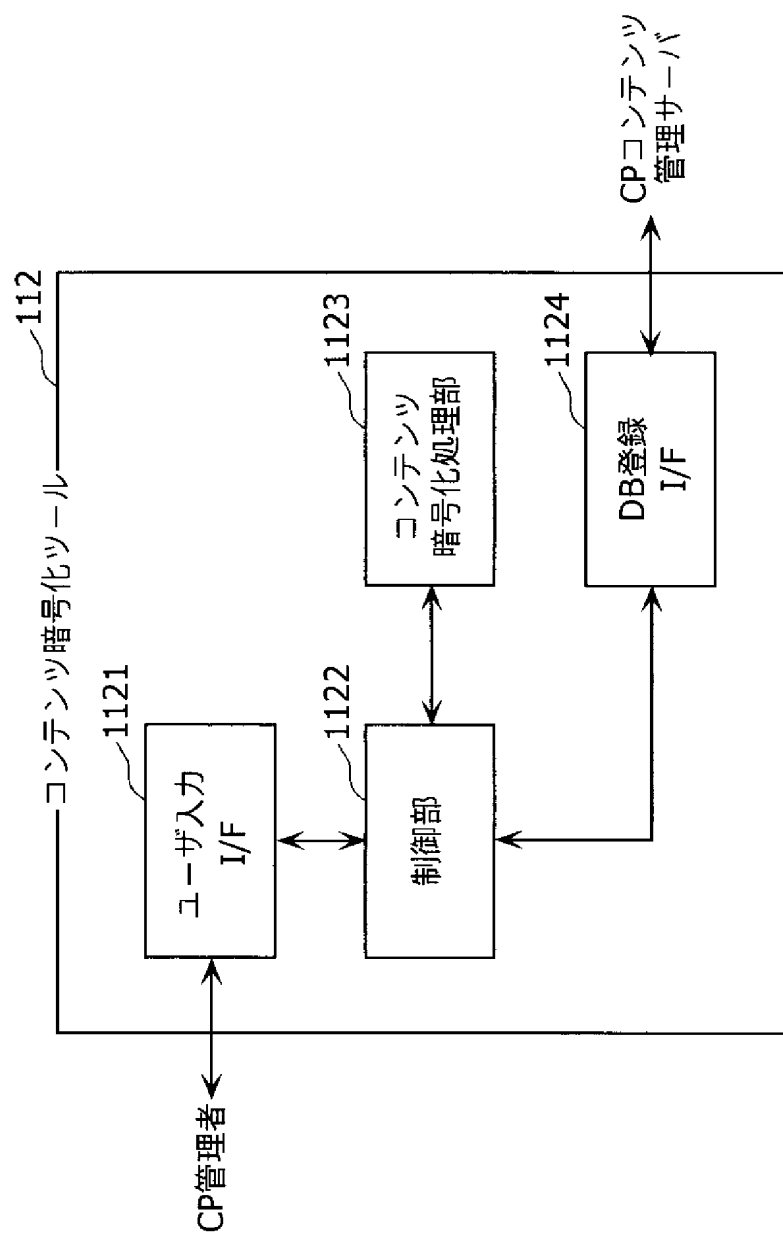 コンテンツ暗号化ツール
112
CP管理者
1121
ユーザ入力
I/F
1122
制御部
1123
コンテンツ
暗号化処理部
1124
DB登録
I/F
CPコンテンツ
管理サーバ